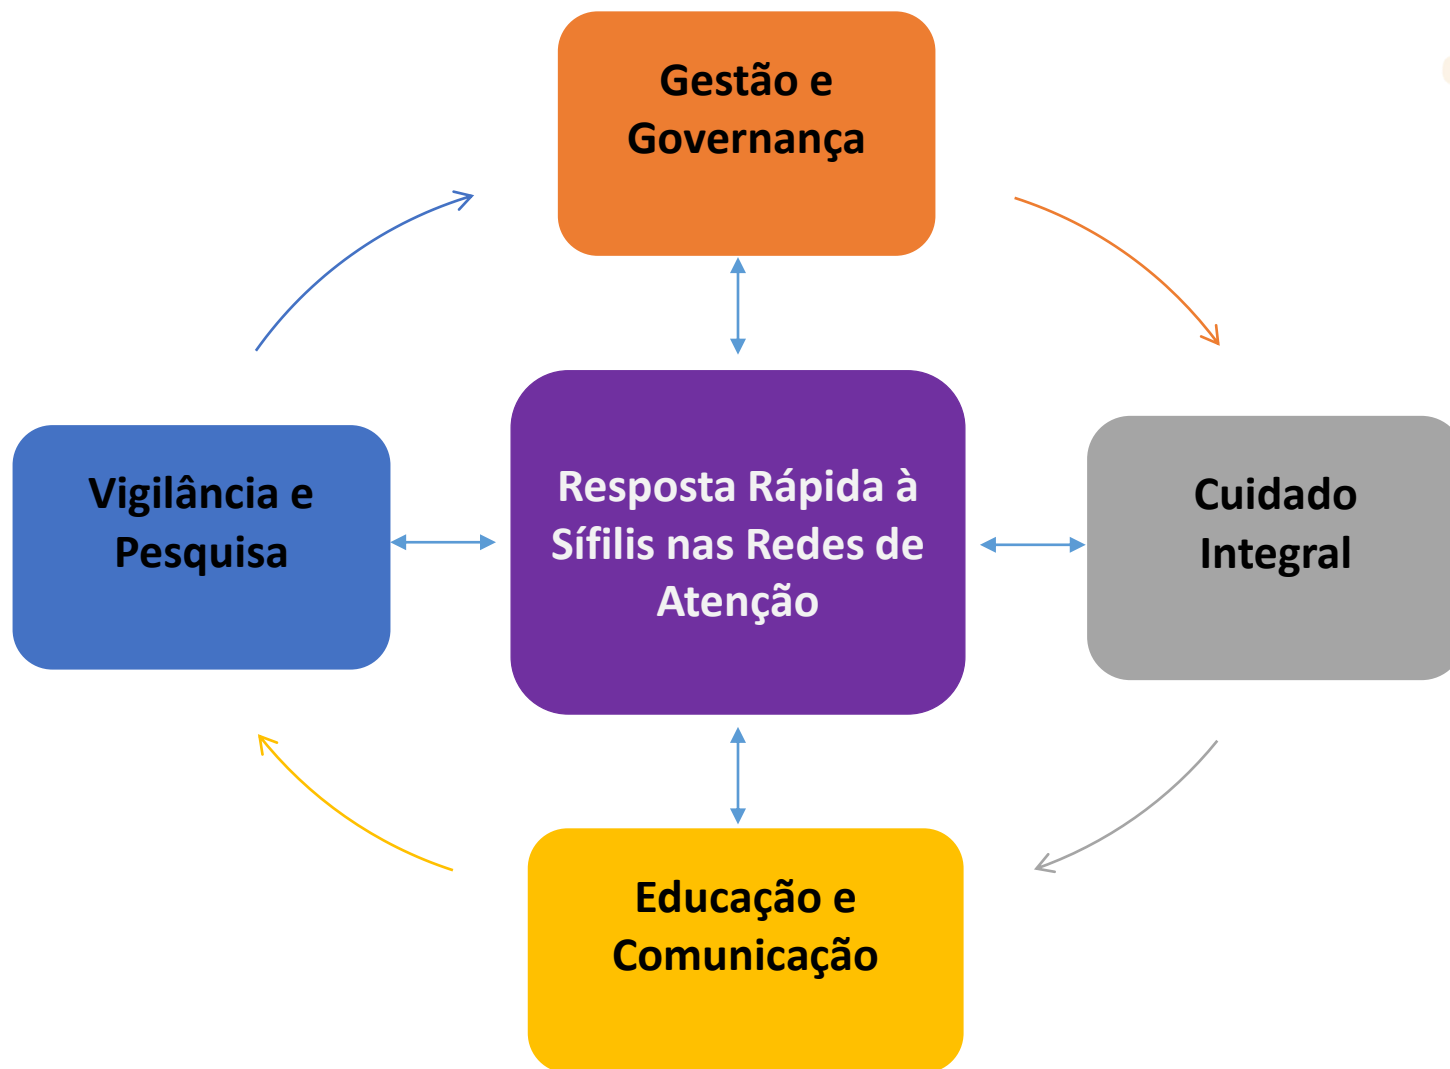 Gestão e
Governança
Vigilância e
Pesquisa
Resposta Rápida à
Sífilis nas Redes de
Atenção
Cuidado
Integral
Educação e
Comunicação